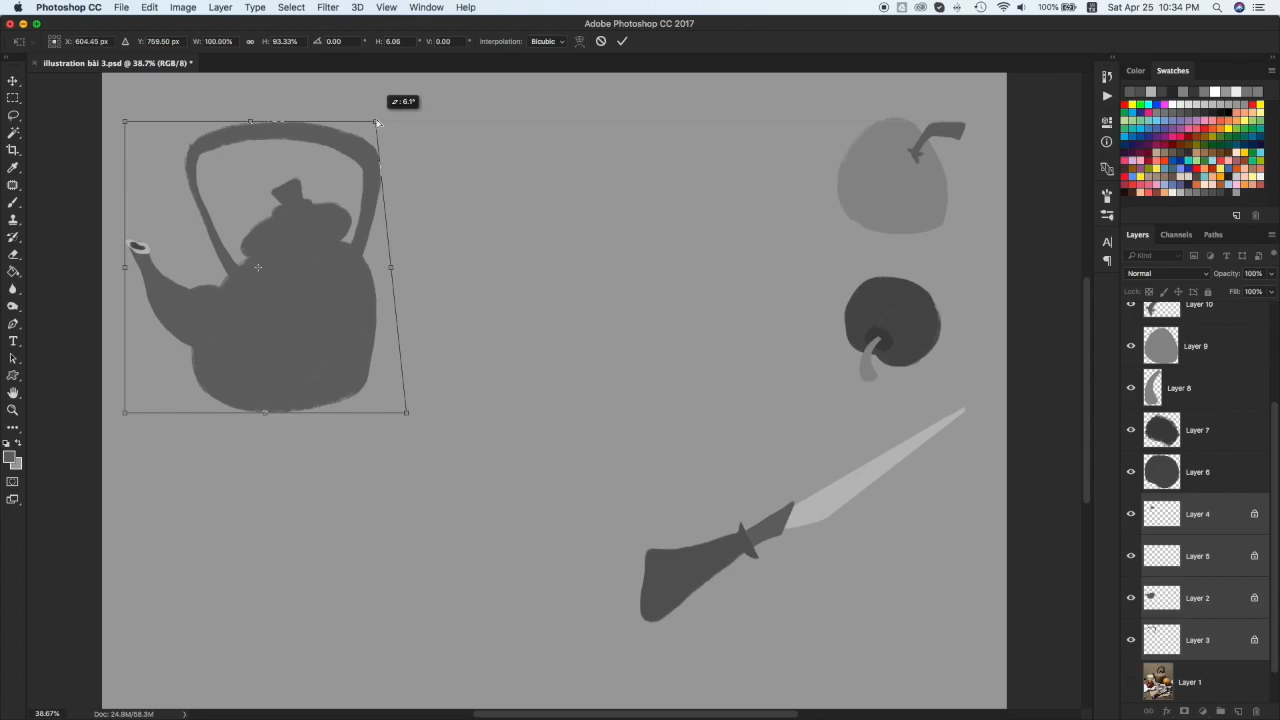 Photoshop CC File Edit Image Layer Type Select Filter 3D View Window Help 100% Sat Apr 25 10:34 PM
Adobe Photoshop CC 2017
X: 604.45 px Y: 759.50 px W: 100.00% H: 93.33% 0.00 ° H: 6.06 ° V: 0.00 ° Interpolation: Bicubic
illustration bài 3.psd @ 38.7% (RGB/8) *
Color Swatches
: 6.1°
Layers Channels Paths
Kind
Normal Opacity: 100%
Lock: Fill: 100%
Layer 10
Layer 9
Layer 8
Layer 7
Layer 6
Layer 4
Layer 5
Layer 2
Layer 3
Layer 1
38.67% Doc: 24.9M/58.3M